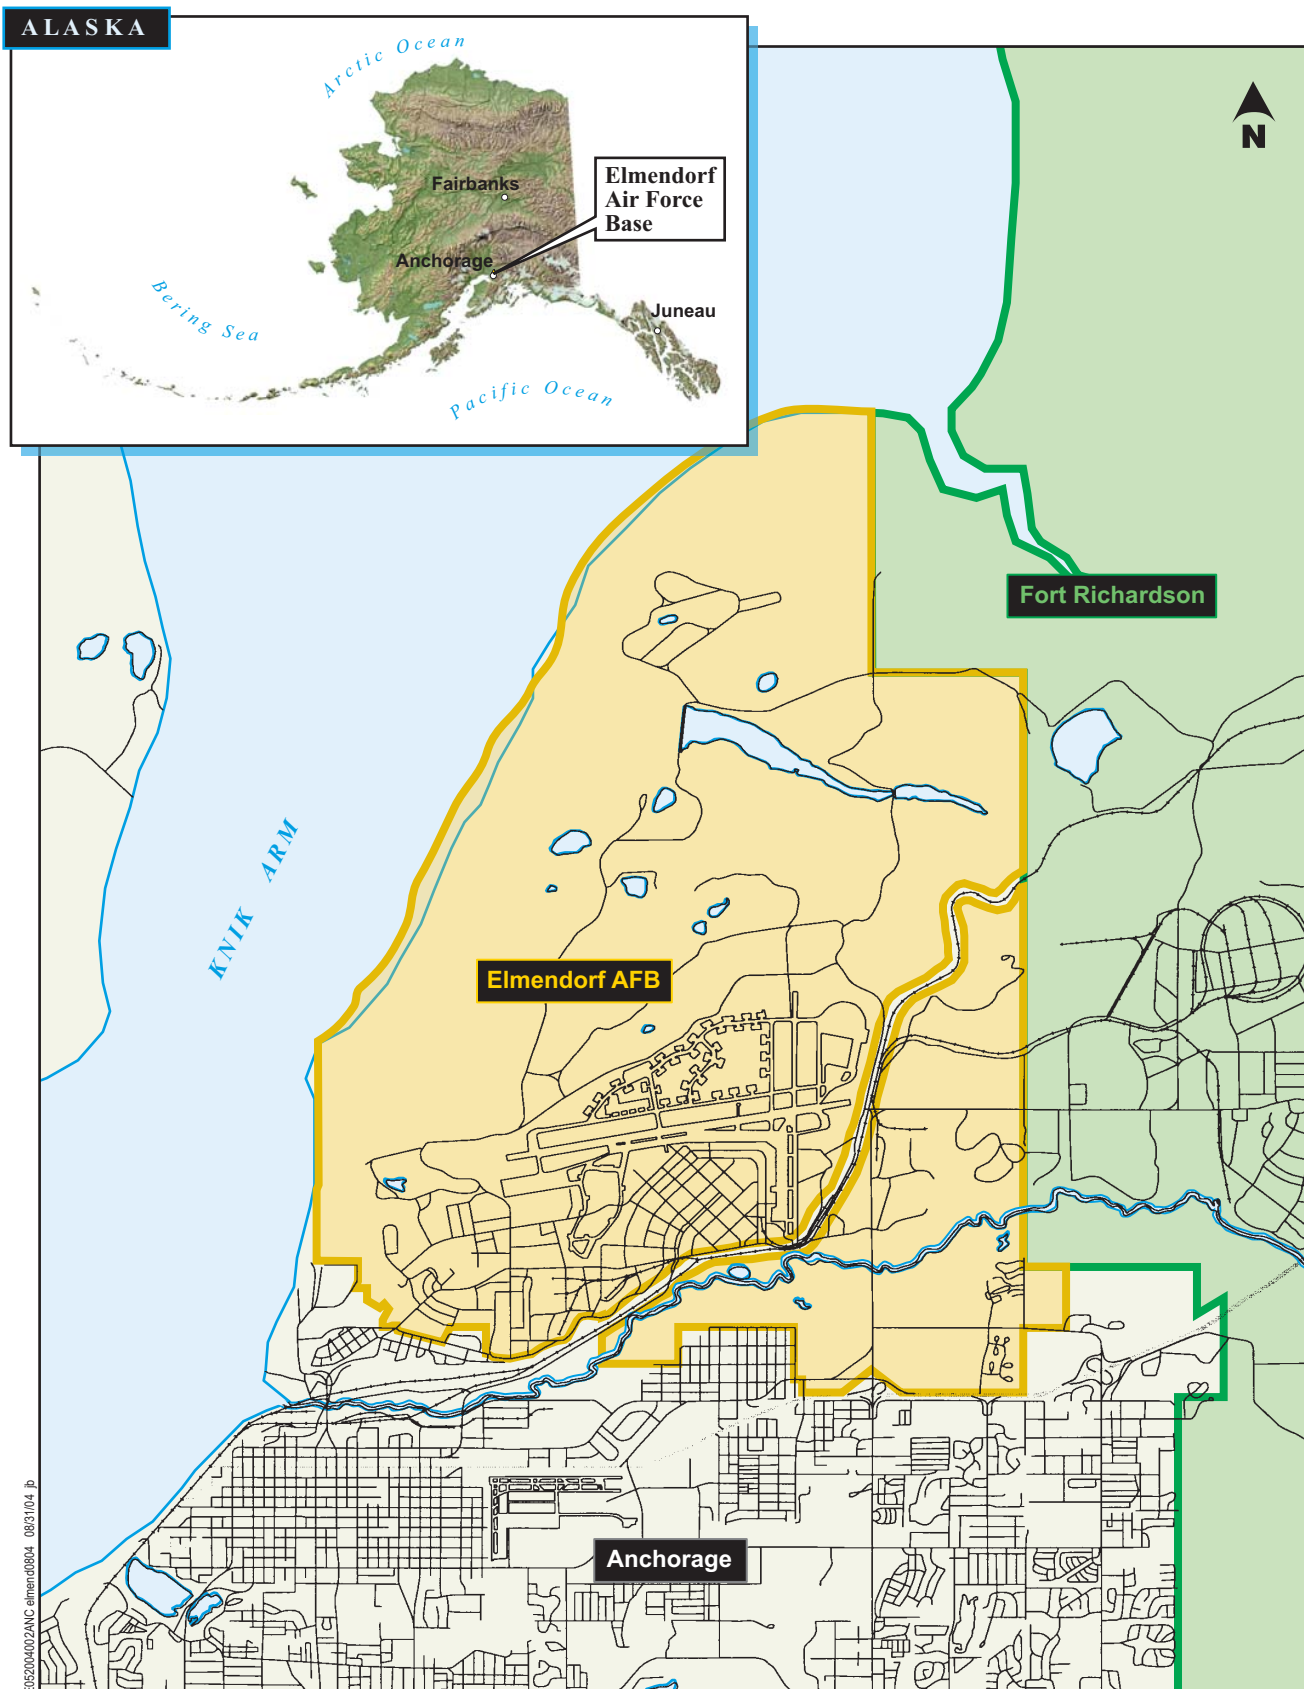 ALASKA
Arctic Ocean
N
Fairbanks
Elmendorf
Air Force
Base
Anchorage
Bering Sea
Juneau
Pacific Ocean
Fort Richardson
KNIK ARM
Elmendorf AFB
Anchorage
E052004002ANC elmend0804 08/31/04 jb